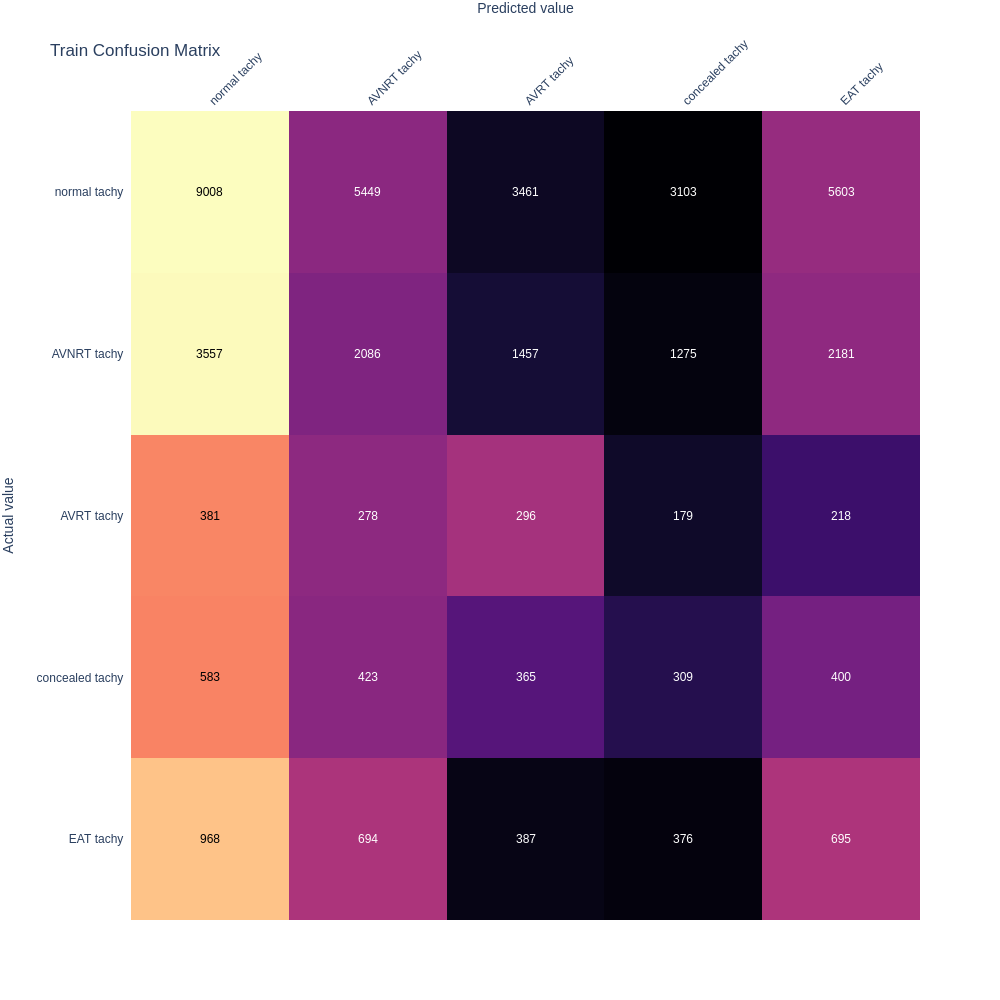 Predicted value
Train Confusion Matrix
normal tachy AVNRT tachy AVRT tachy concealed tachy EAT tachy
normal tachy 9008 5449 3461 3103 5603
AVNRT tachy 3557 2086 1457 1275 2181
AVRT tachy 381 278 296 179 218
Actual value
concealed tachy 583 423 365 309 400
EAT tachy 968 694 387 376 695